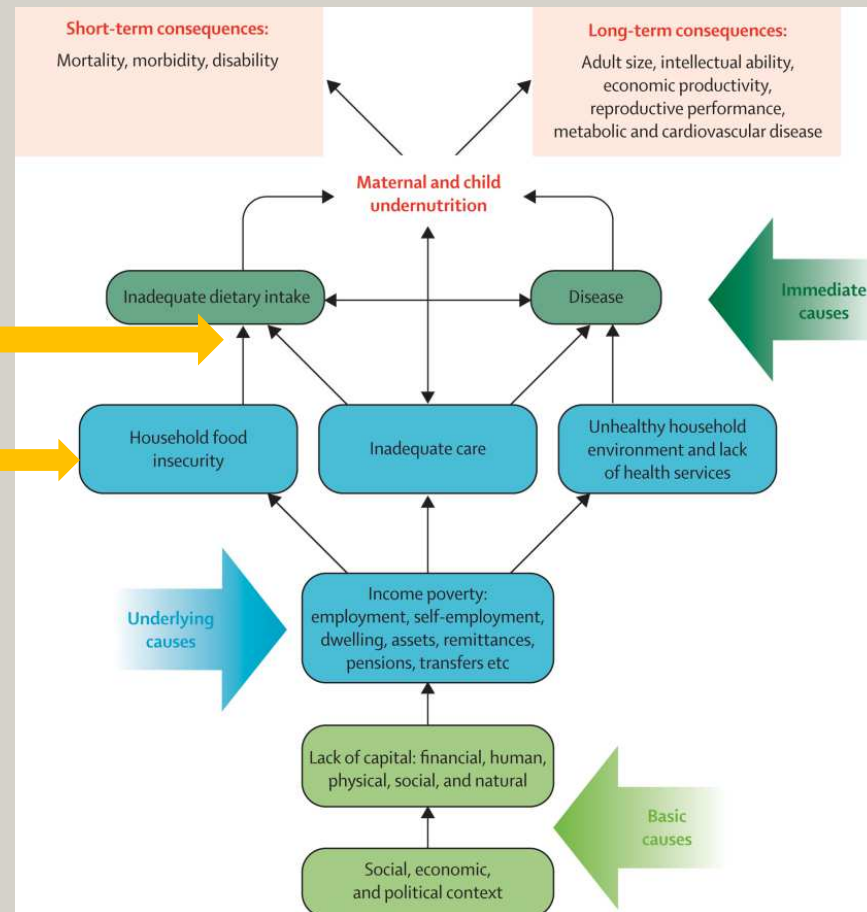 Short-term consequences:
Mortality, morbidity, disability
Long-term consequences:
Adult size, intellectual ability,
economic productivity,
reproductive performance,
metabolic and cardiovascular disease
Maternal and child
undernutrition
Inadequate dietary intake
Disease
Immediate
causes
Household food
insecurity
Inadequate care
Unhealthy household
environment and lack
of health services
Underlying
causes
Income poverty:
employment, self-employment,
dwelling, assets, remittances,
pensions, transfers etc
Lack of capital: financial, human,
physical, social, and natural
Basic
causes
Social, economic,
and political context